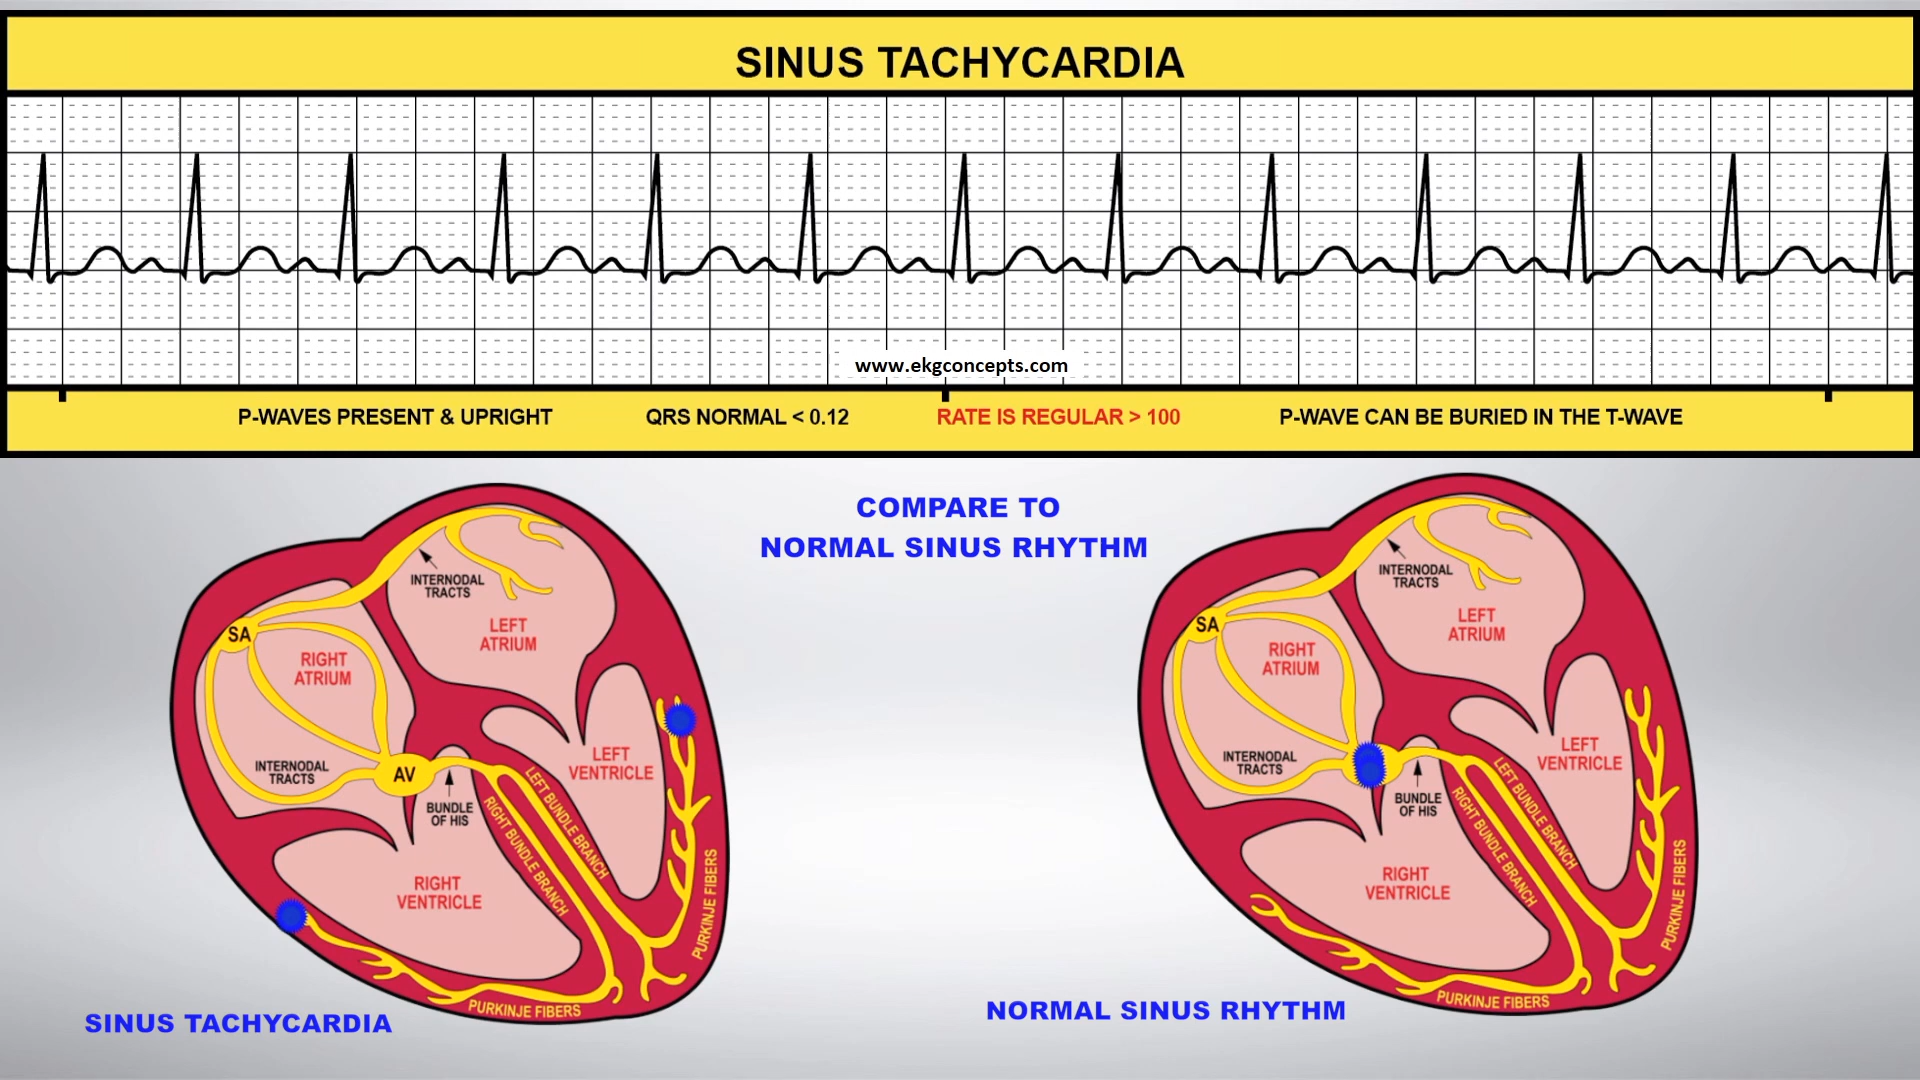 SINUS TACHYCARDIA
www.ekgconcepts.com
P-WAVES PRESENT & UPRIGHT
QRS NORMAL < 0.12
RATE IS REGULAR > 100
P-WAVE CAN BE BURIED IN THE T-WAVE
COMPARE TO
NORMAL SINUS RHYTHM
INTERNODAL
TRACTS
LEFT
ATRIUM
SA
RIGHT
ATRIUM
LEFT
VENTRICLE
INTERNODAL
TRACTS
AV
BUNDLE
OF HIS
LEFT BUNDLE BRANCH
RIGHT BUNDLE BRANCH
RIGHT
VENTRICLE
PURKINJE FIBERS
PURKINJE FIBERS
SINUS TACHYCARDIA
INTERNODAL
TRACTS
LEFT
ATRIUM
SA
RIGHT
ATRIUM
LEFT
VENTRICLE
INTERNODAL
TRACTS
BUNDLE
OF HIS
LEFT BUNDLE BRANCH
RIGHT BUNDLE BRANCH
RIGHT
VENTRICLE
PURKINJE FIBERS
PURKINJE FIBERS
NORMAL SINUS RHYTHM